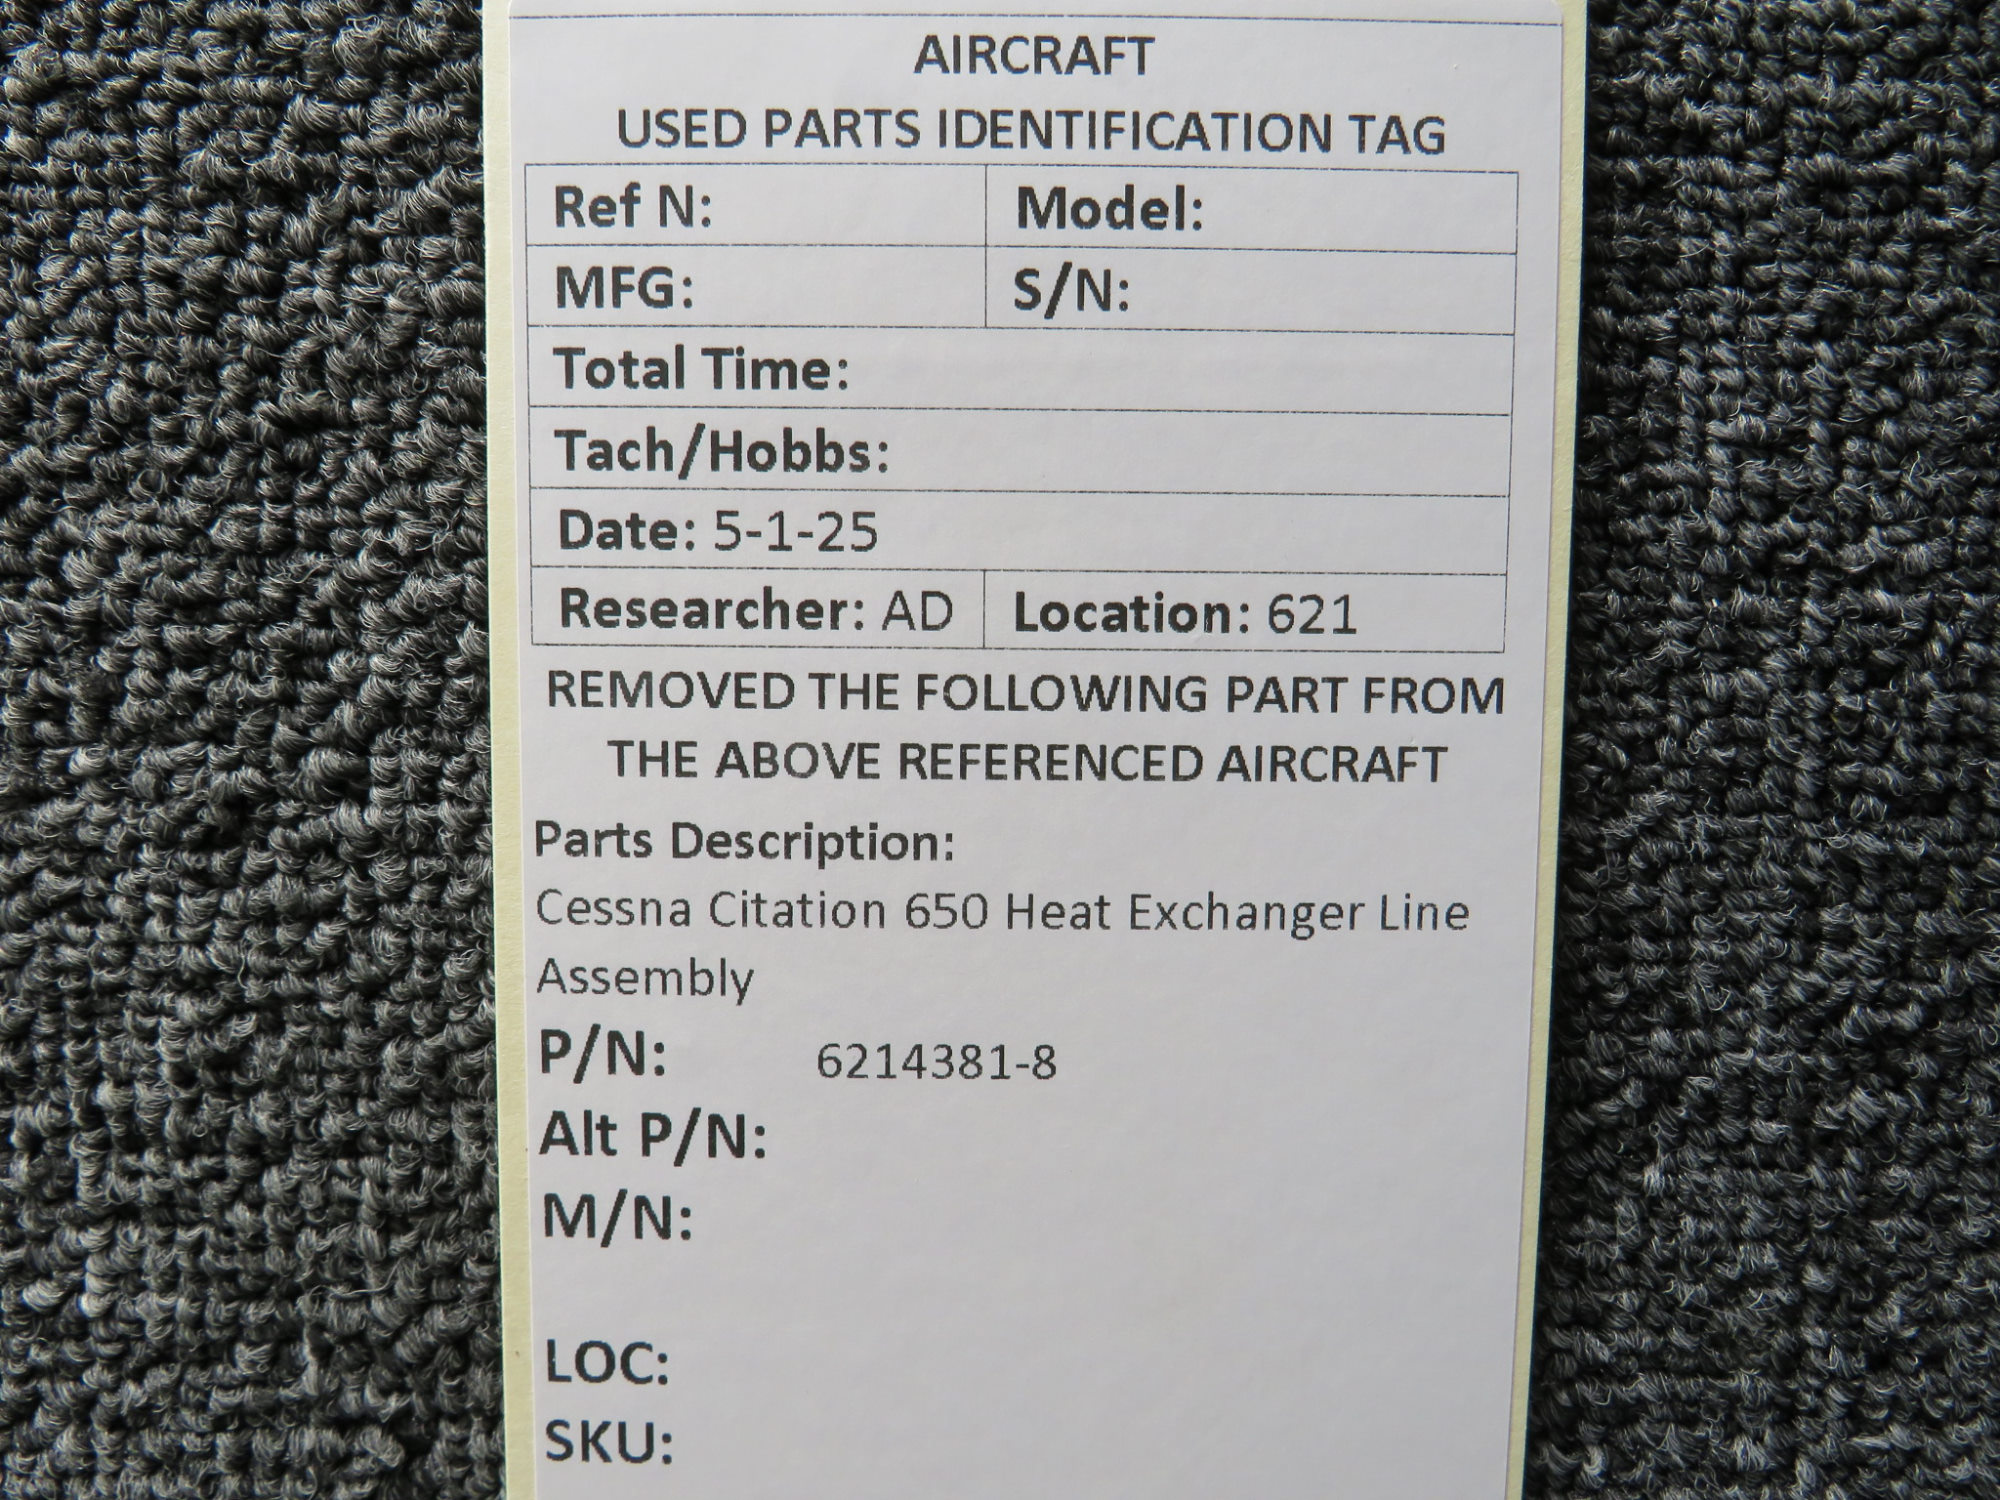 AIRCRAFT
USED PARTS IDENTIFICATION TAG
Ref N: Model:
MFG: S/N:
Total Time:
Tach/Hobbs:
Date: 5-1-25
Researcher: AD Location: 621
REMOVED THE FOLLOWING PART FROM
THE ABOVE REFERENCED AIRCRAFT
Parts Description:
Cessna Citation 650 Heat Exchanger Line
Assembly
P/N: 6214381-8
Alt P/N:
M/N:
LOC:
SKU: